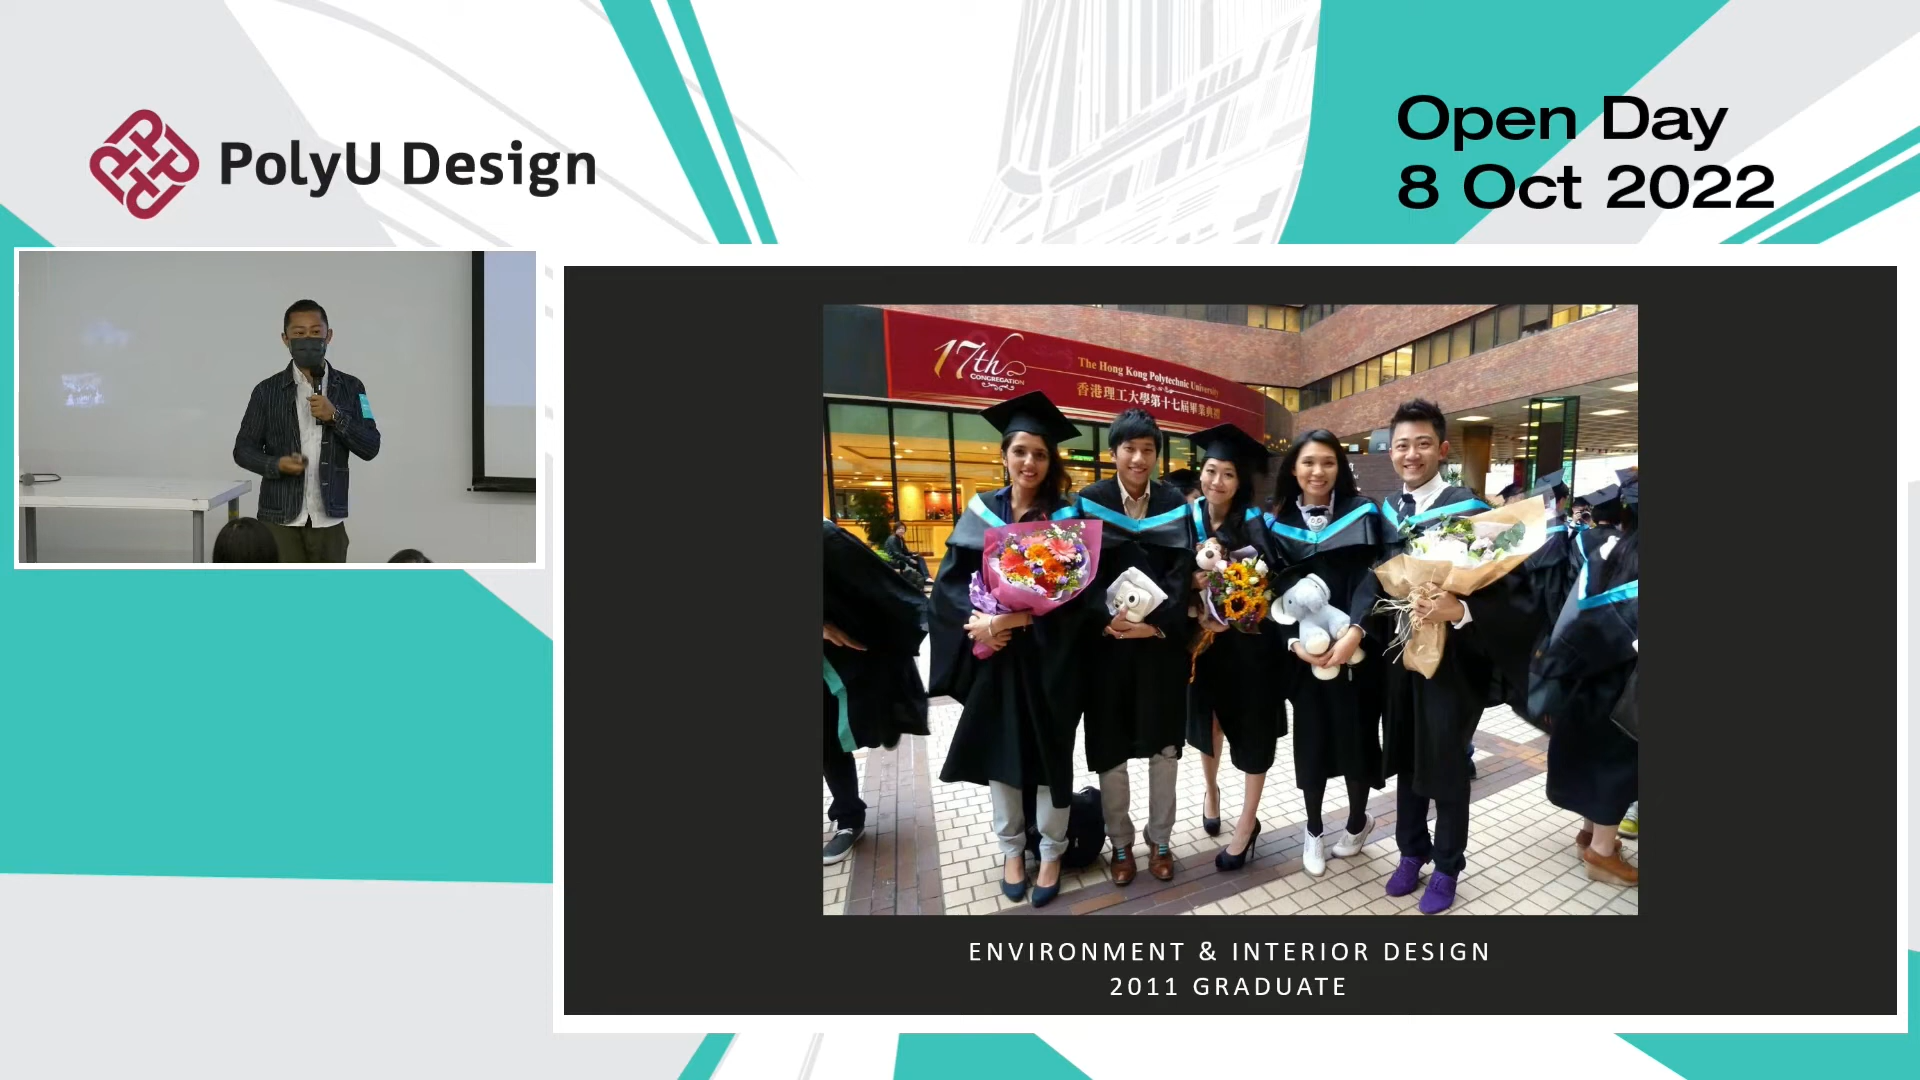 PolyU Design
Open Day
8 Oct 2022
17th
CONGREGATION
The Hong Kong Polytechnic University
香港理工大學第十七屆畢業典禮
ENVIRONMENT & INTERIOR DESIGN
2011 GRADUATE